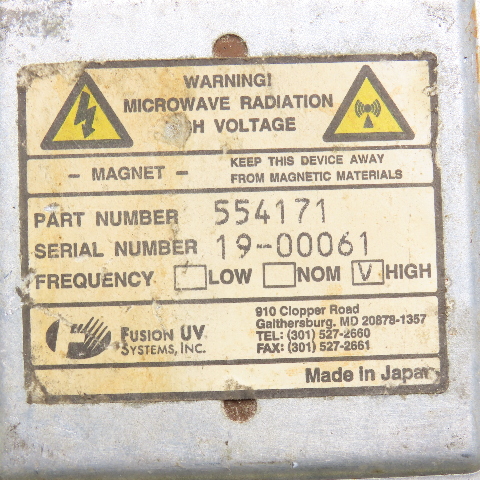 WARNING!
MICROWAVE RADIATION
H VOLTAGE
- MAGNET -
KEEP THIS DEVICE AWAY
FROM MAGNETIC MATERIALS
PART NUMBER 554171
SERIAL NUMBER 19-00061
FREQUENCY LOW NOM V HIGH
FUSION UV
SYSTEMS, INC.
910 Clopper Road
Gaithersburg, MD 20878-1357
TEL: (301) 527-2660
FAX: (301) 527-2661
Made in Japan